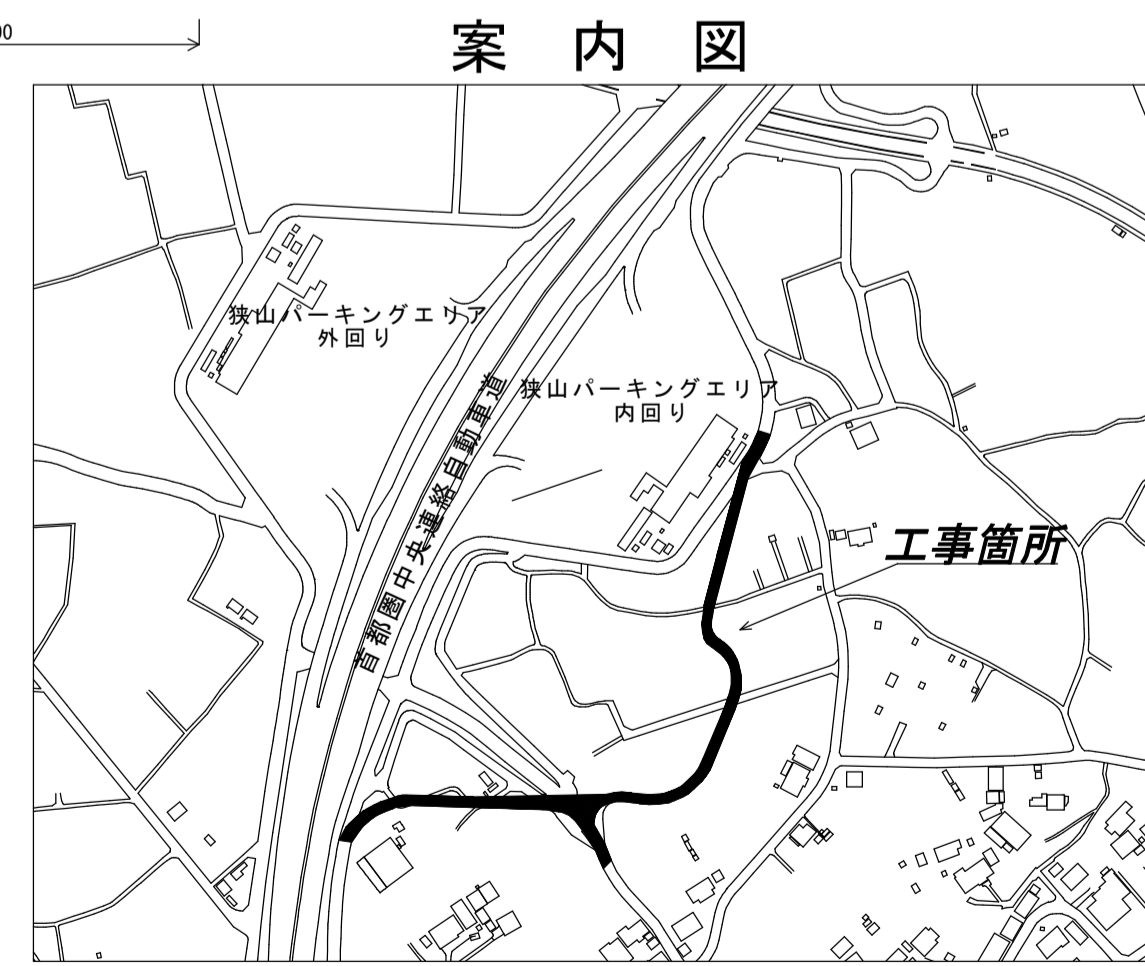 00
案内図
狭山パーキングエリア
外回り
狭山パーキングエリア
内回り
首都圏中央連絡自動車道
工事箇所